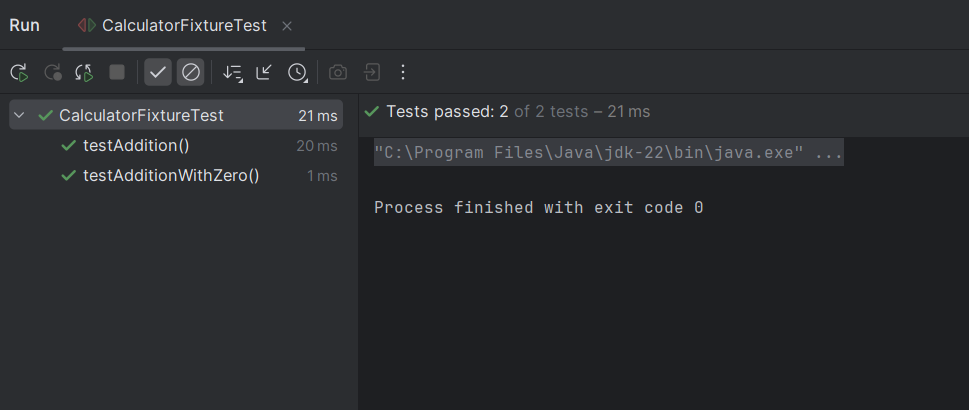 Run CalculatorFixtureTest
CalculatorFixtureTest 21 ms
testAddition() 20 ms
testAdditionWithZero() 1 ms
Tests passed: 2 of 2 tests – 21 ms
"C:\Program Files\Java\jdk-22\bin\java.exe" ...
Process finished with exit code 0